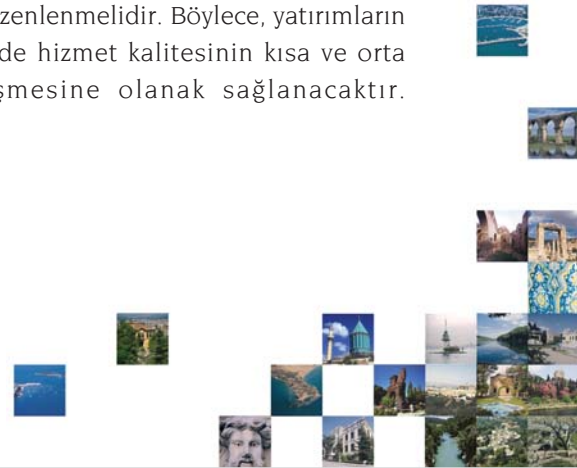 zenlenmelidir. Böylece, yatırımların
de hizmet kalitesinin kısa ve orta
şmesine olanak sağlanacaktır.